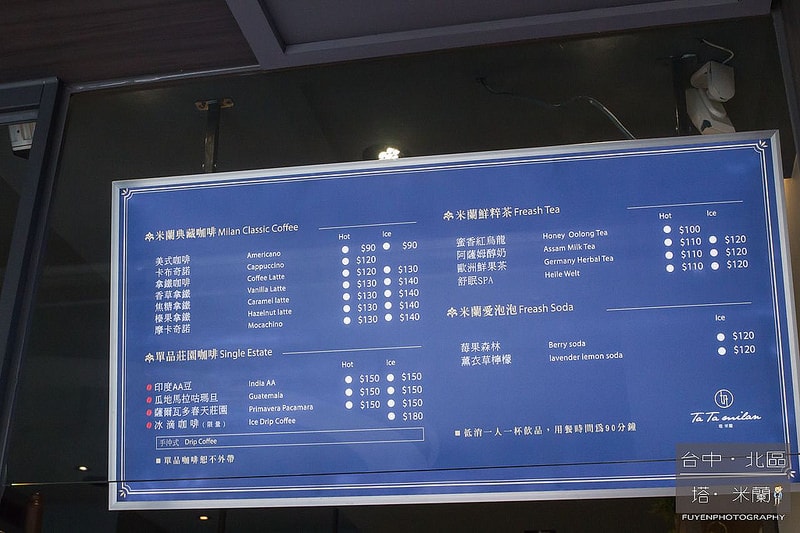 米蘭典藏咖啡 Milan Classic Coffee Hot Ice
美式咖啡 Americano $90 $90
卡布奇諾 Cappuccino $120
拿鐵咖啡 Coffee Latte $120 $130
香草拿鐵 Vanilla Latte $130 $140
焦糖拿鐵 Caramel latte $130 $140
榛果拿鐵 Hazelnut latte $130 $140
摩卡奇諾 Mocachino $130 $140
單品莊園咖啡 Single Estate Hot Ice
印度AA豆 India AA $150 $150
瓜地馬拉咕瑪旦 Guatemala $150 $150
薩爾瓦多春天莊園 Primavera Pacamara $150 $150
冰滴咖啡(限量) Ice Drip Coffee $180
手沖式 Drip Coffee
單品咖啡恕不外帶
米蘭鮮粹茶 Freash Tea Hot Ice
蜜香紅烏龍 Honey Oolong Tea $100
阿薩姆醇奶 Assam Milk Tea $110 $120
歐洲鮮果茶 Germany Herbal Tea $110 $120
舒眠SPA Heile Welt $110 $120
米蘭愛泡泡 Freash Soda Ice
莓果森林 Berry soda $120
薰衣草檸檬 lavender lemon soda $120
低消一人一杯飲品，用餐時間爲90分鐘
Ta Ta milan
塔·米蘭
台中·北區
塔·米蘭
FUYENPHOTOGRAPHY